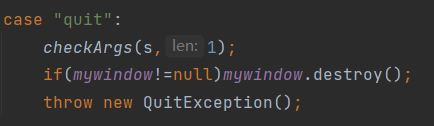 case "quit":
checkArgs(s, len: 1);
if(mywindow!=null)mywindow.destroy();
throw new QuitException();